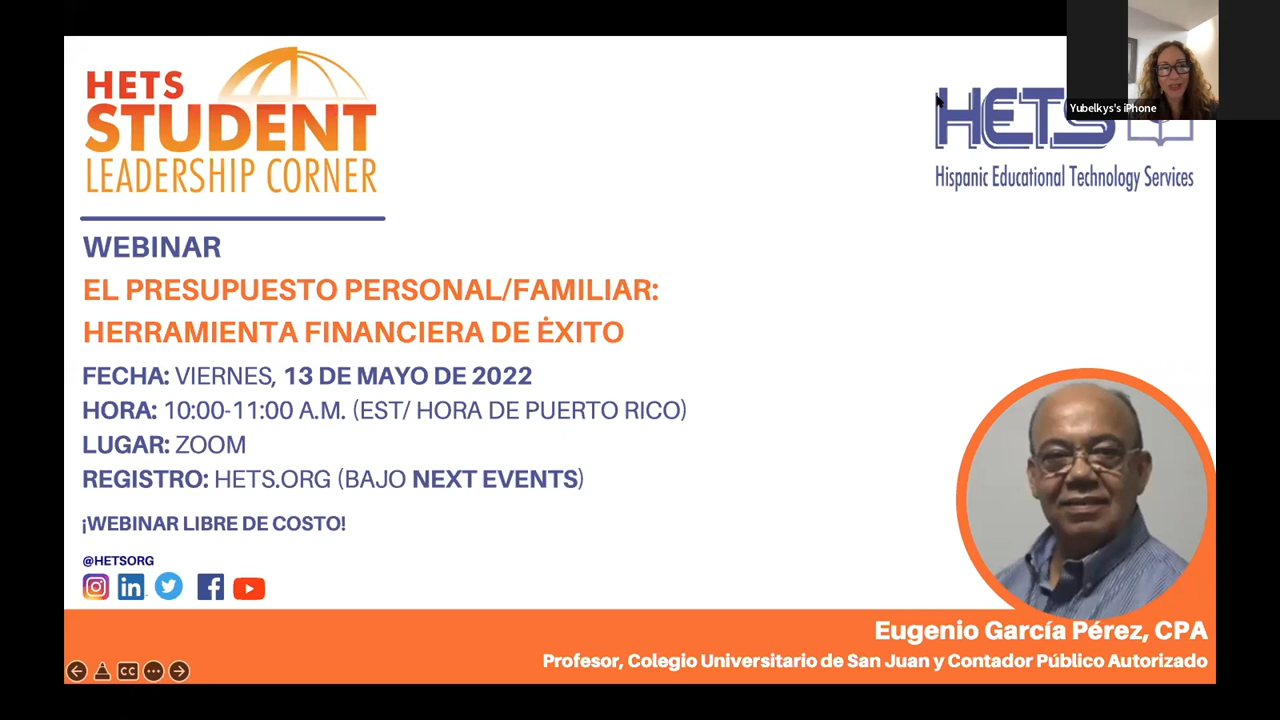 HETS
STUDENT
LEADERSHIP CORNER
HETS
Hispanic Educational Technology Services
Yubelkys's iPhone
WEBINAR
EL PRESUPUESTO PERSONAL/FAMILIAR:
HERRAMIENTA FINANCIERA DE ĖXITO
FECHA: VIERNES, 13 DE MAYO DE 2022
HORA: 10:00-11:00 A.M. (EST/ HORA DE PUERTO RICO)
LUGAR: ZOOM
REGISTRO: HETS.ORG (BAJO NEXT EVENTS)
¡WEBINAR LIBRE DE COSTO!
@HETSORG
in
CC
Eugenio García Pérez, CPA
Profesor, Colegio Universitario de San Juan y Contador Público Autorizado